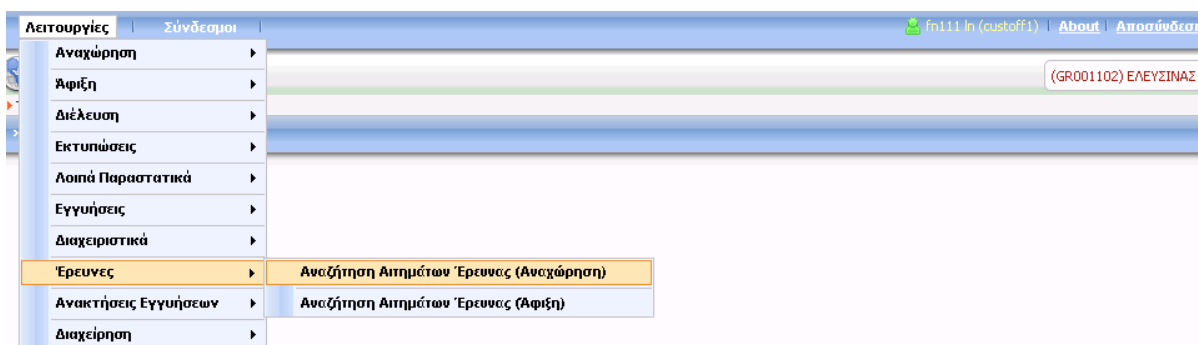 Λειτουργίες | Σύνδεσμοι | fn111 ln (custoff1) | About | Αποσύνδεσ
Αναχώρηση
Άφιξη
(GR001102) ΕΛΕΥΣΙΝΑΣ
Διέλευση
Εκτυπώσεις
Λοιπά Παραστατικά
Εγγυήσεις
Διαχειριστικά
Έρευνες Αναζήτηση Αιτημάτων Έρευνας (Αναχώρηση)
Ανακτήσεις Εγγυήσεων Αναζήτηση Αιτημάτων Έρευνας (Άφιξη)
Διαχείρηση